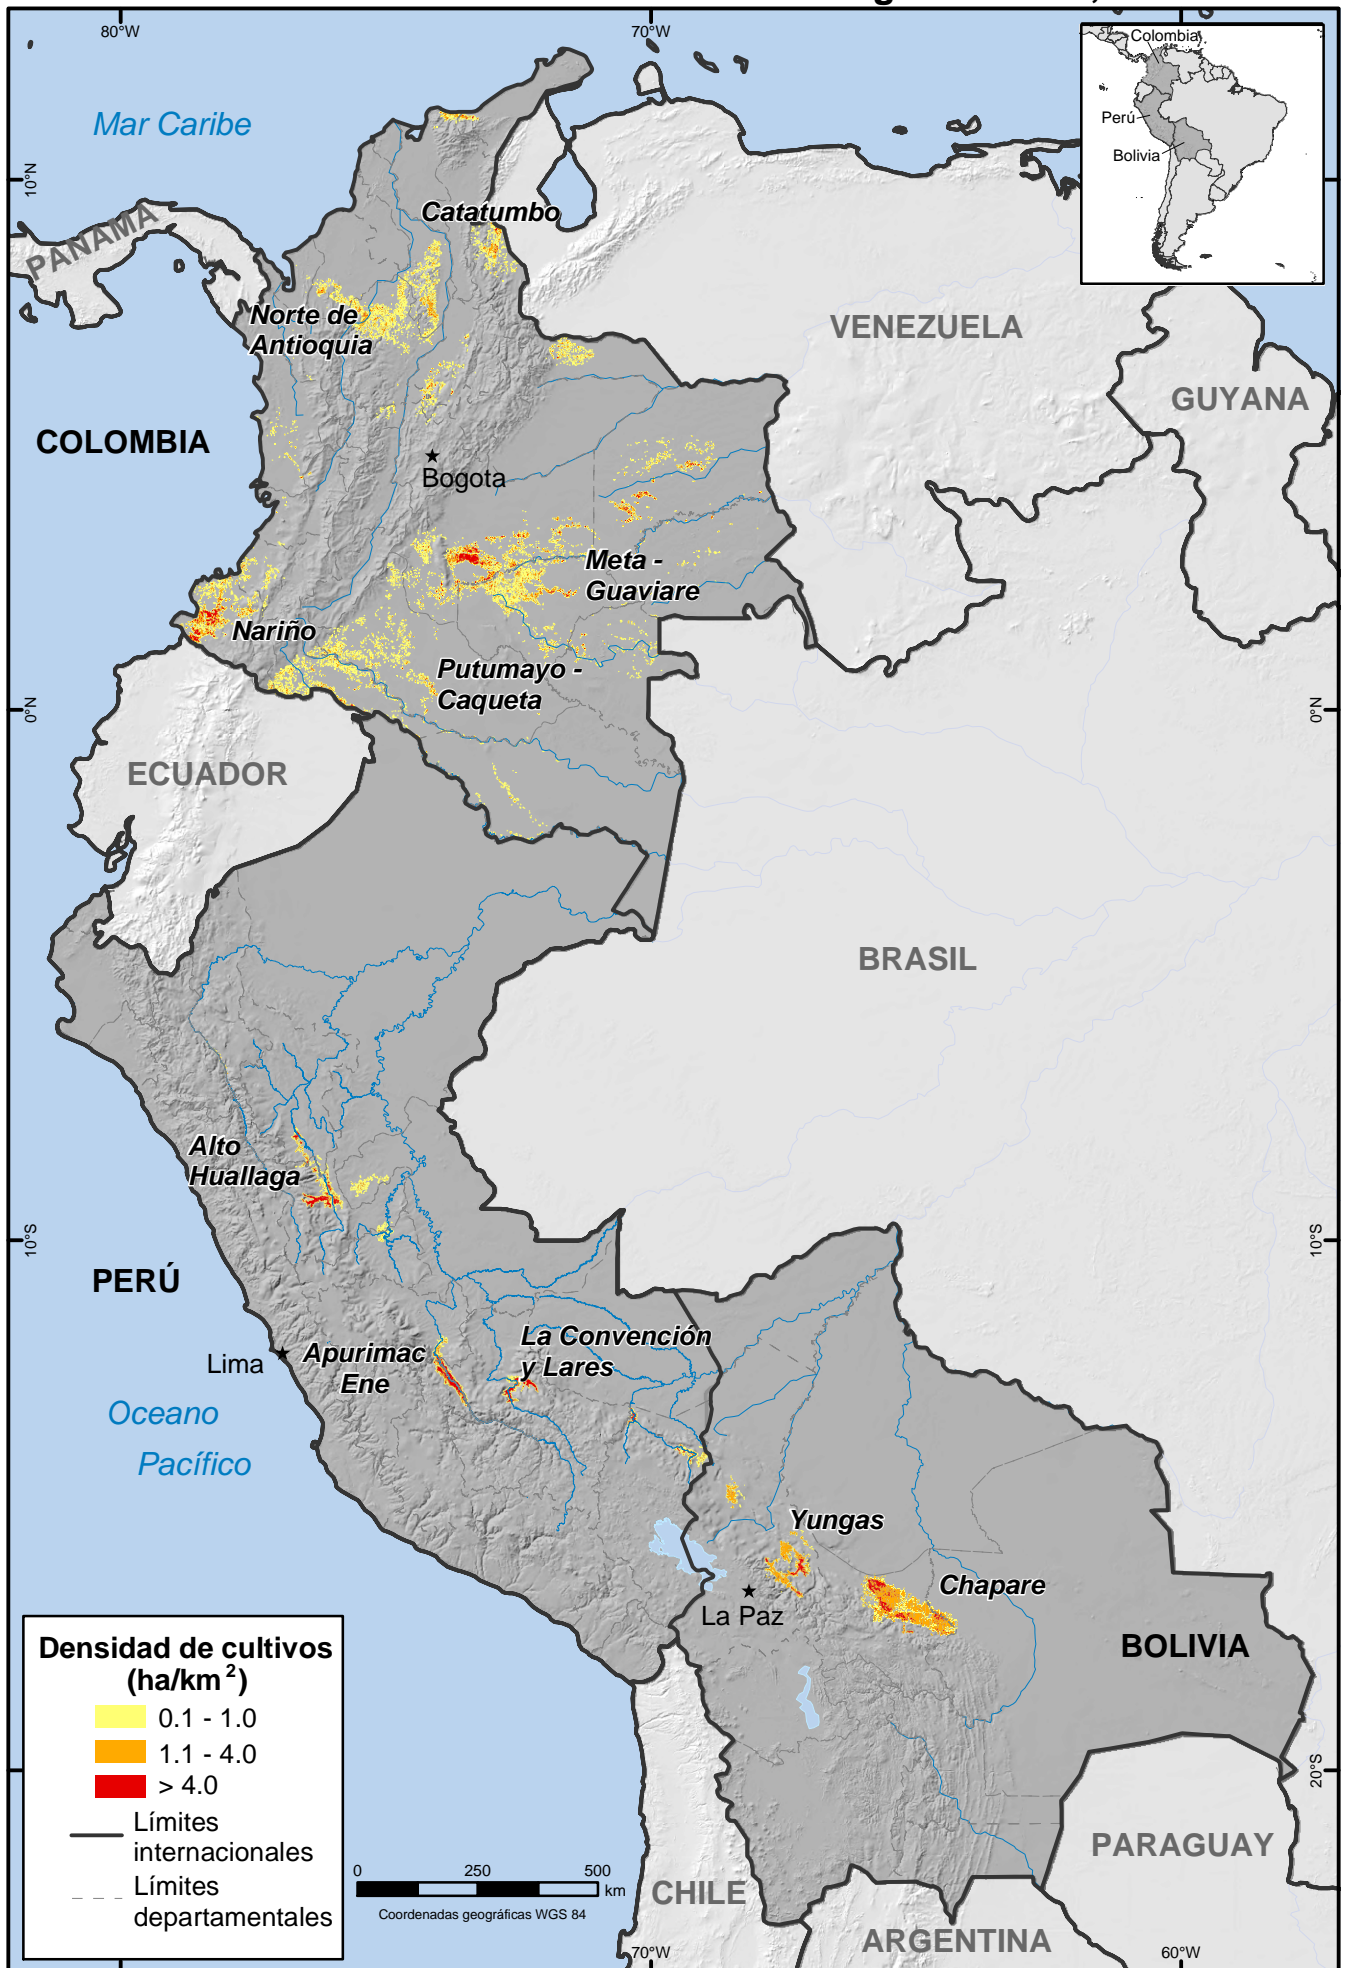 80°W
70°W
Colombia
Perú
Bolivia
Mar Caribe
10°N
PANAMA
Catatumbo
Norte de
Antioquia
VENEZUELA
GUYANA
COLOMBIA
Bogota
Meta -
Guaviare
Nariño
Putumayo -
Caqueta
0°N
0°N
ECUADOR
BRASIL
Alto
Huallaga
10°S
10°S
PERÚ
Lima
Apurimac
Ene
La Convención
y Lares
Oceano
Pacífico
Yungas
Chapare
La Paz
BOLIVIA
Densidad de cultivos
(ha/km²)
0.1 - 1.0
1.1 - 4.0
> 4.0
Límites
internacionales
Límites
departamentales
0 250 500
km
Coordenadas geográficas WGS 84
20°S
PARAGUAY
CHILE
ARGENTINA
70°W
60°W